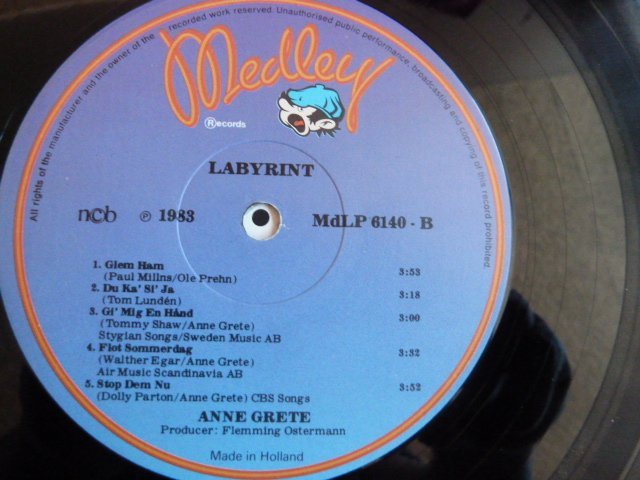 All rights of the manufacturer and the owner of the recorded work reserved. Unauthorised public performance, broadcasting and copying of this record prohibited.
Medley
® Records
LABYRINT
ncb ℗ 1983 MdLP 6140 - B
1. Glem Ham 3:53
(Paul Millns/Ole Prehn)
2. Du Ka' Si' Ja 3:18
(Tom Lundén)
3. Gi' Mig En Hånd 3:00
(Tommy Shaw/Anne Grete)
Stygian Songs/Sweden Music AB
4. Flot Sommerdag 3:32
(Walther Egar/Anne Grete)
Air Music Scandinavia AB
5. Stop Dem Nu 3:52
(Dolly Parton/Anne Grete) CBS Songs
ANNE GRETE
Producer: Flemming Ostermann
Made in Holland